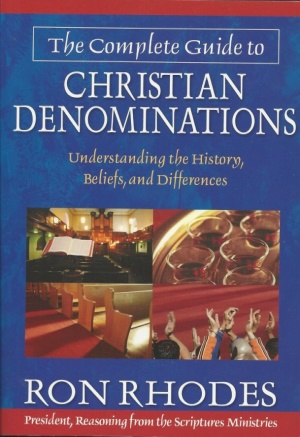 The Complete Guide to
CHRISTIAN
DENOMINATIONS
Understanding the History,
Beliefs, and Differences
RON RHODES
President, Reasoning from the Scriptures Ministries